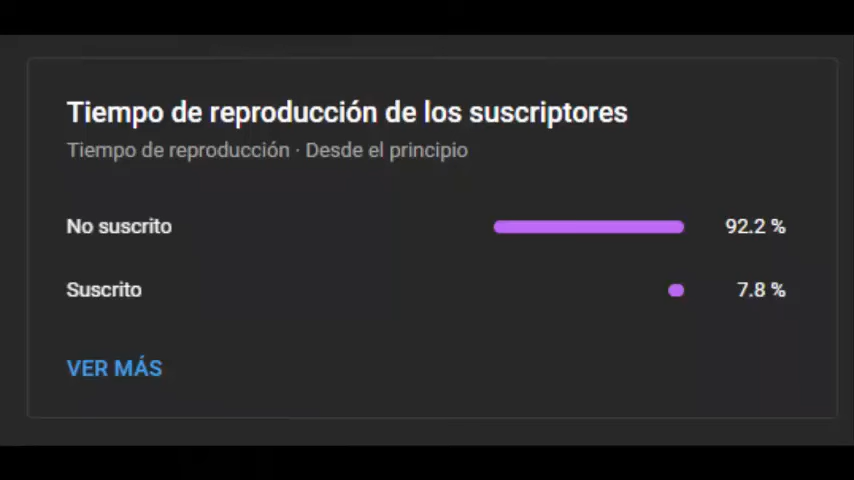 Tiempo de reproducción de los suscriptores
Tiempo de reproducción · Desde el principio
No suscrito 92.2 %
Suscrito 7.8 %
VER MÁS